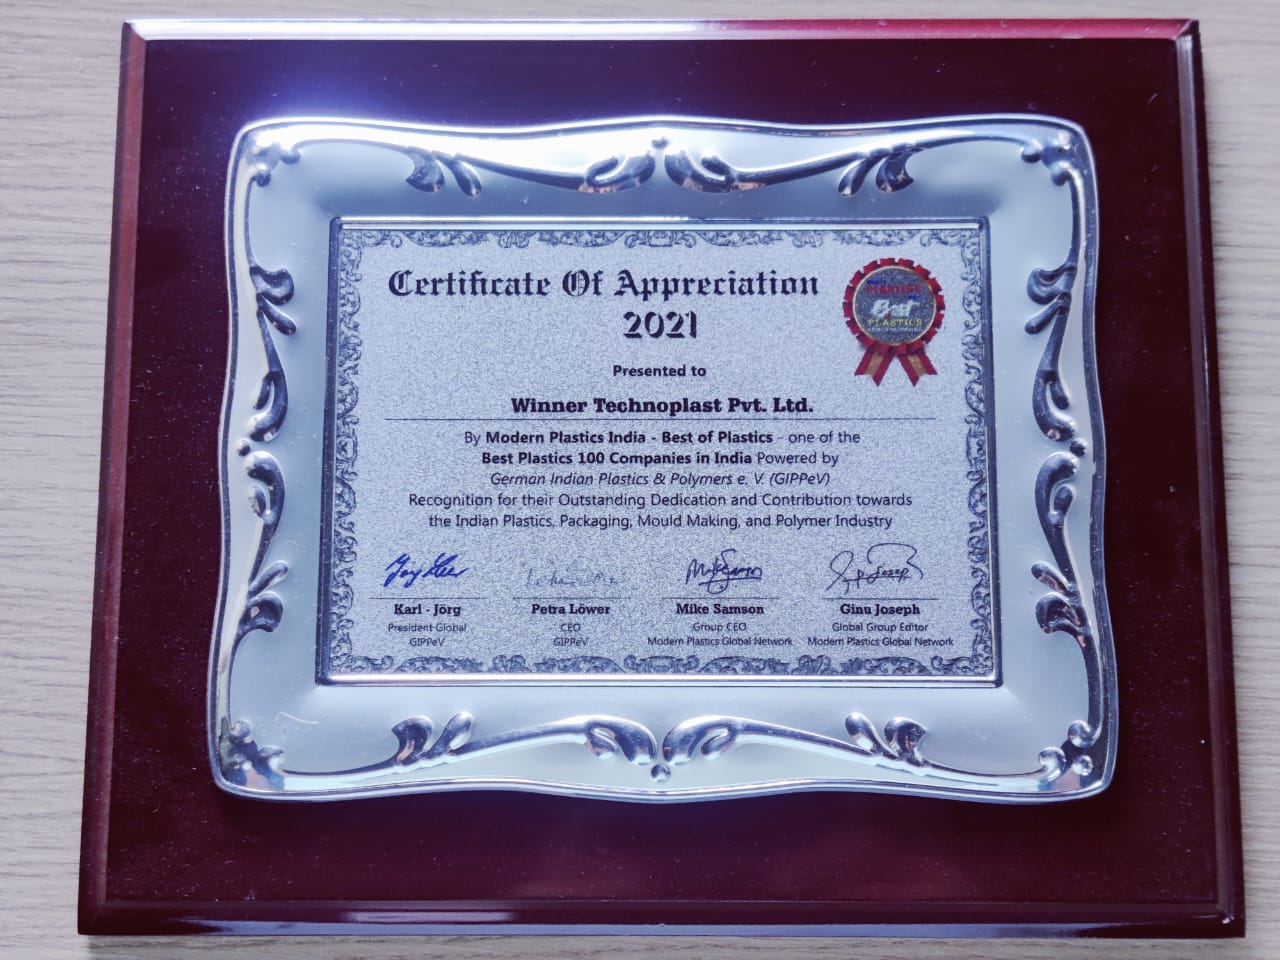 Certificate Of Appreciation
2021
PLASTICS
Best
PLASTICS
Presented to
Winner Technoplast Pvt. Ltd.
By Modern Plastics India - Best of Plastics - one of the
Best Plastics 100 Companies in India Powered by
German Indian Plastics & Polymers e. V. (GIPPeV)
Recognition for their Outstanding Dedication and Contribution towards
the Indian Plastics, Packaging, Mould Making, and Polymer Industry
Karl - Jörg
President Global
GIPPeV
Petra Löwer
CEO
GIPPeV
Mike Samson
Group CEO
Modern Plastics Global Network
Ginu Joseph
Global Group Editor
Modern Plastics Global Network